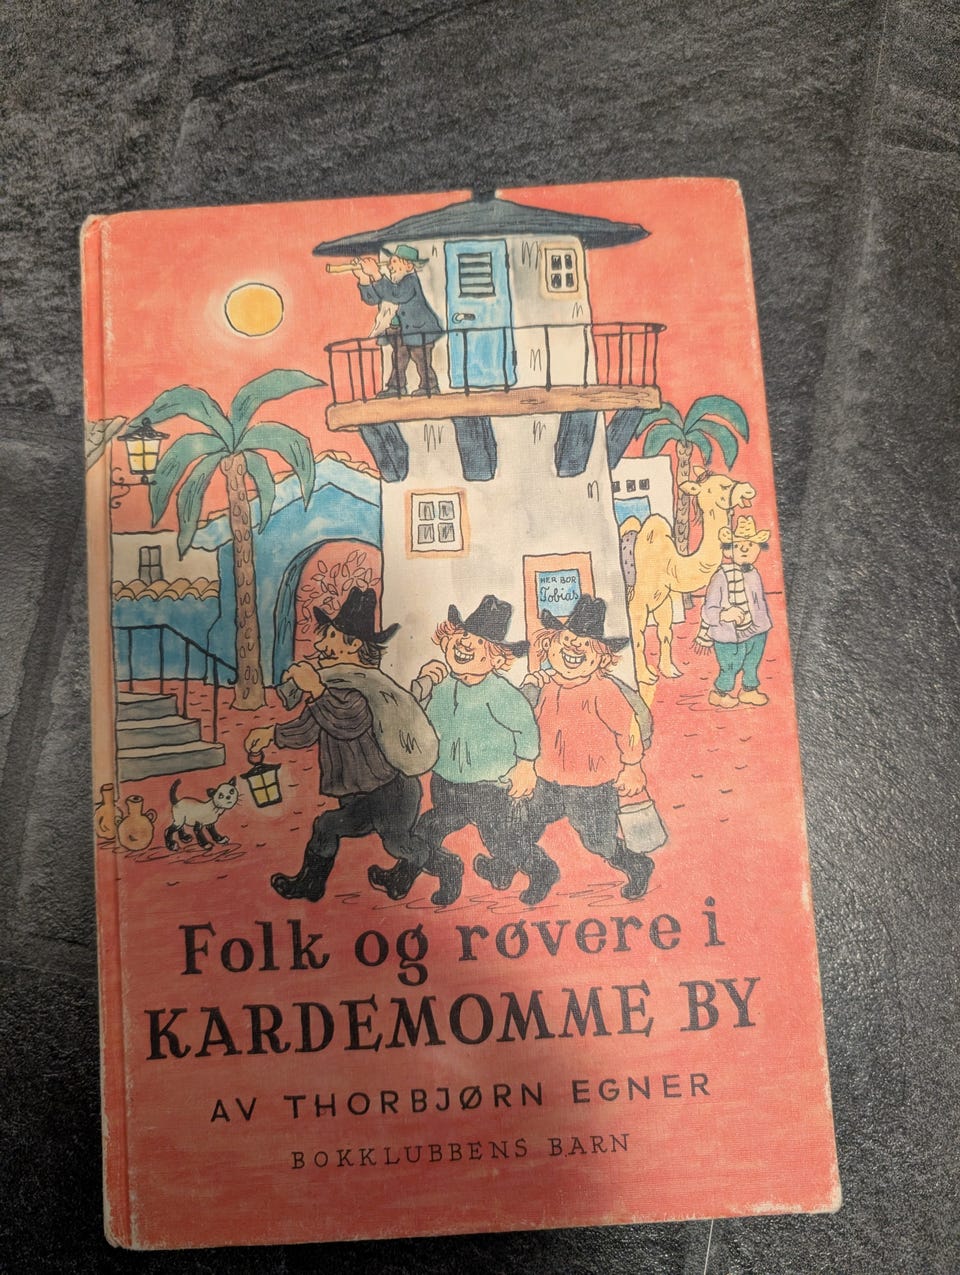 HER BOR
Tobias
Folk og røvere i
KARDEMOMME BY
AV THORBJØRN EGNER
BOKKLUBBENS BARN